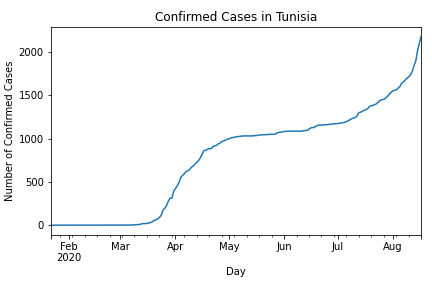 Confirmed Cases in Tunisia
Number of Confirmed Cases
2000
1500
1000
500
0
Feb Mar Apr May Jun Jul Aug
2020
Day